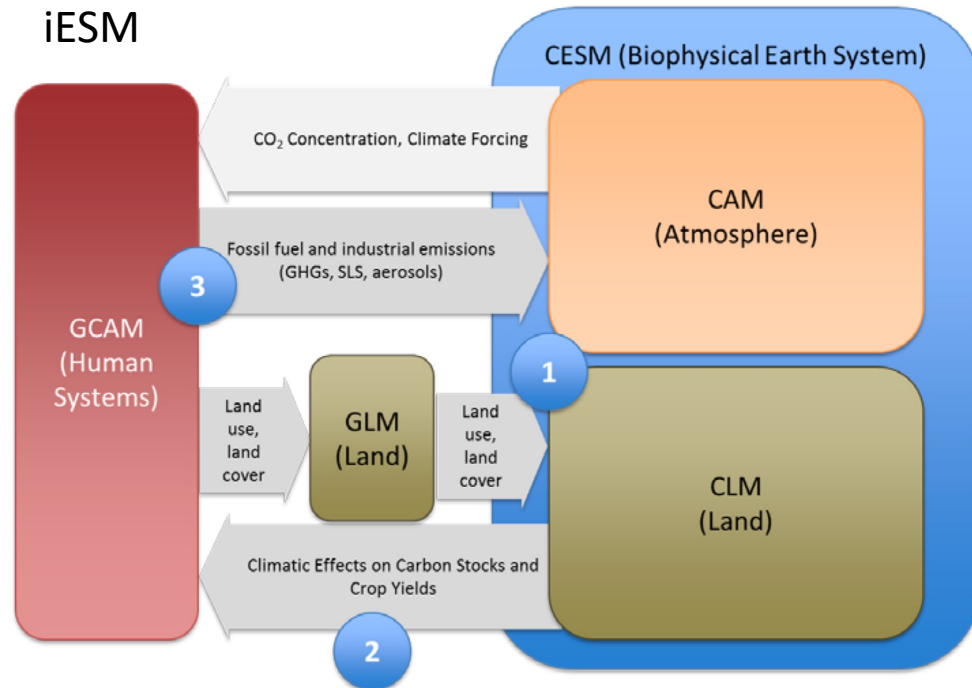 iESM
CESM (Biophysical Earth System)
CO₂ Concentration, Climate Forcing
CAM
(Atmosphere)
Fossil fuel and industrial emissions
(GHGs, SLS, aerosols)
3
GCAM
(Human
Systems)
1
Land
use,
land
cover
GLM
(Land)
Land
use,
land
cover
CLM
(Land)
Climatic Effects on Carbon Stocks and
Crop Yields
2